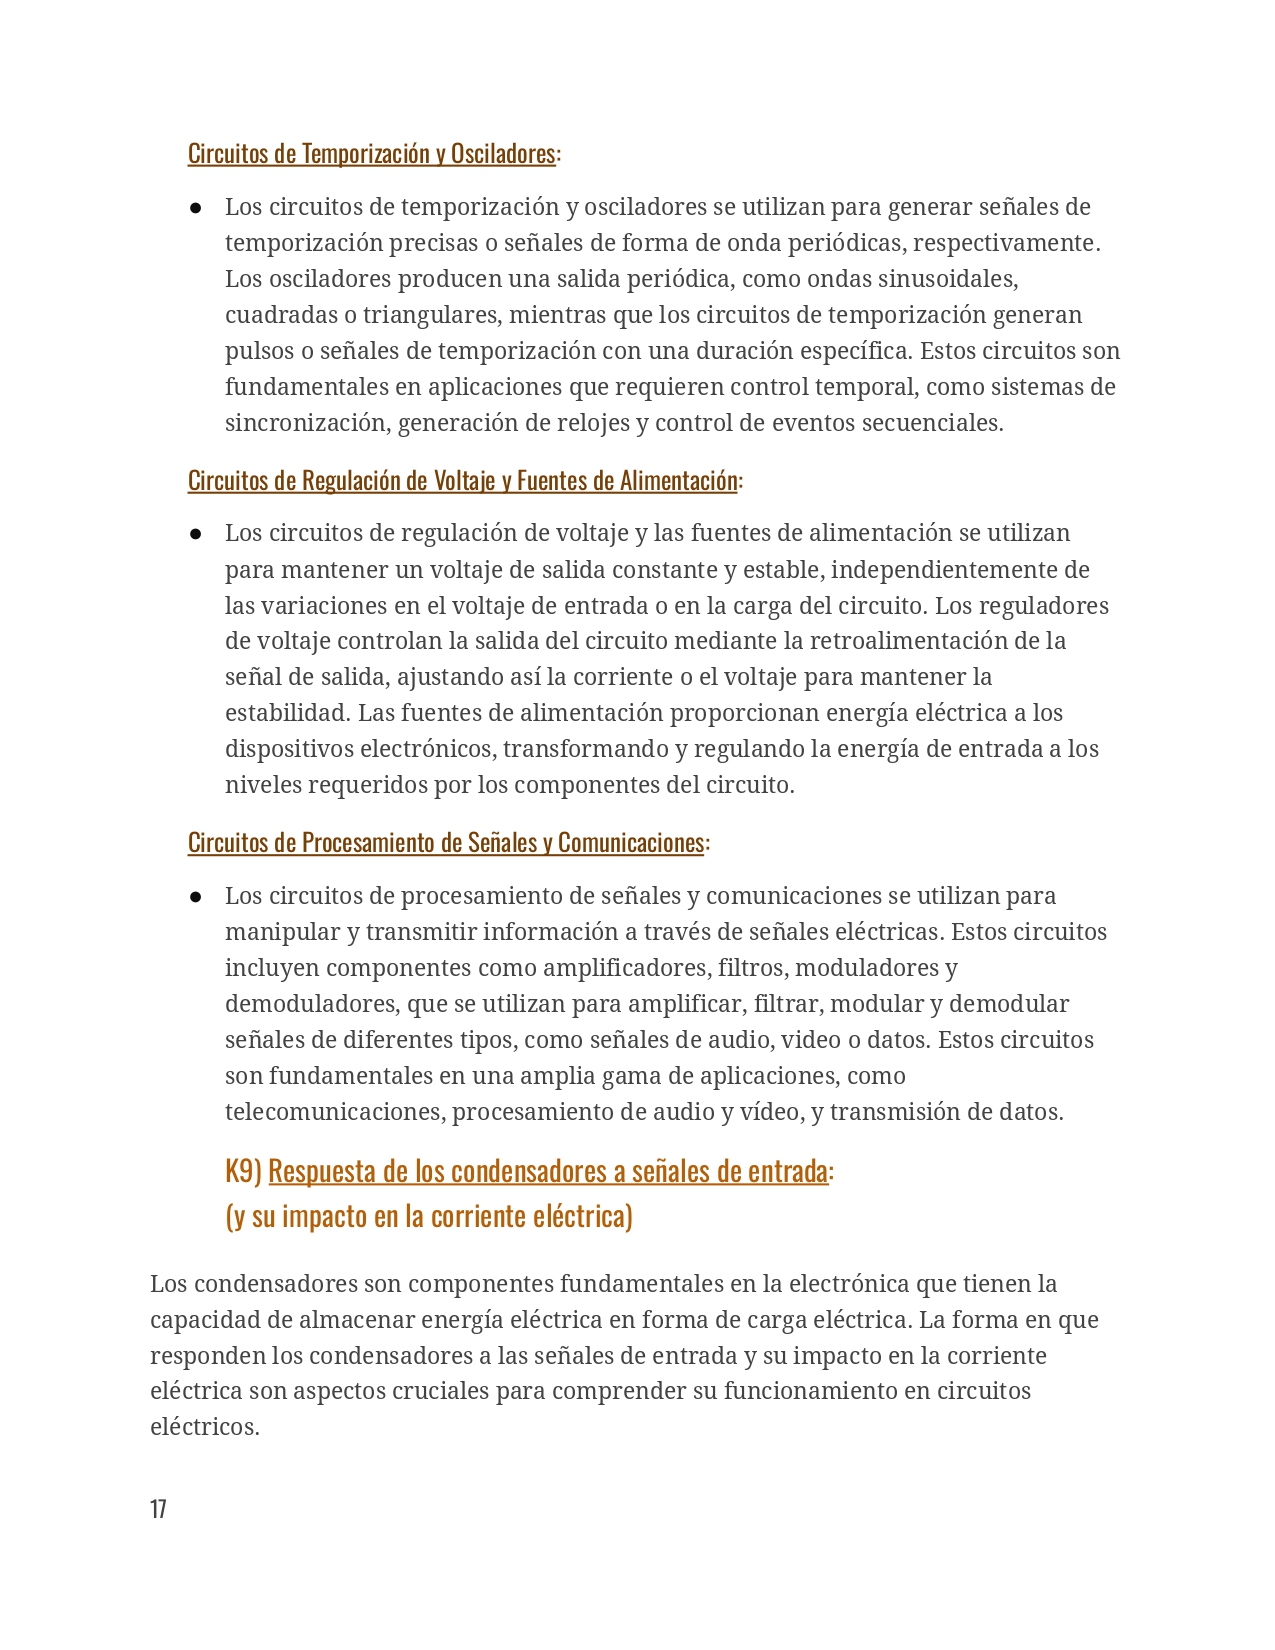 Circuitos de Temporización y Osciladores:
● Los circuitos de temporización y osciladores se utilizan para generar señales de
temporización precisas o señales de forma de onda periódicas, respectivamente.
Los osciladores producen una salida periódica, como ondas sinusoidales,
cuadradas o triangulares, mientras que los circuitos de temporización generan
pulsos o señales de temporización con una duración específica. Estos circuitos son
fundamentales en aplicaciones que requieren control temporal, como sistemas de
sincronización, generación de relojes y control de eventos secuenciales.
Circuitos de Regulación de Voltaje y Fuentes de Alimentación:
● Los circuitos de regulación de voltaje y las fuentes de alimentación se utilizan
para mantener un voltaje de salida constante y estable, independientemente de
las variaciones en el voltaje de entrada o en la carga del circuito. Los reguladores
de voltaje controlan la salida del circuito mediante la retroalimentación de la
señal de salida, ajustando así la corriente o el voltaje para mantener la
estabilidad. Las fuentes de alimentación proporcionan energía eléctrica a los
dispositivos electrónicos, transformando y regulando la energía de entrada a los
niveles requeridos por los componentes del circuito.
Circuitos de Procesamiento de Señales y Comunicaciones:
● Los circuitos de procesamiento de señales y comunicaciones se utilizan para
manipular y transmitir información a través de señales eléctricas. Estos circuitos
incluyen componentes como amplificadores, filtros, moduladores y
demoduladores, que se utilizan para amplificar, filtrar, modular y demodular
señales de diferentes tipos, como señales de audio, video o datos. Estos circuitos
son fundamentales en una amplia gama de aplicaciones, como
telecomunicaciones, procesamiento de audio y vídeo, y transmisión de datos.
K9) Respuesta de los condensadores a señales de entrada:
(y su impacto en la corriente eléctrica)
Los condensadores son componentes fundamentales en la electrónica que tienen la
capacidad de almacenar energía eléctrica en forma de carga eléctrica. La forma en que
responden los condensadores a las señales de entrada y su impacto en la corriente
eléctrica son aspectos cruciales para comprender su funcionamiento en circuitos
eléctricos.
17